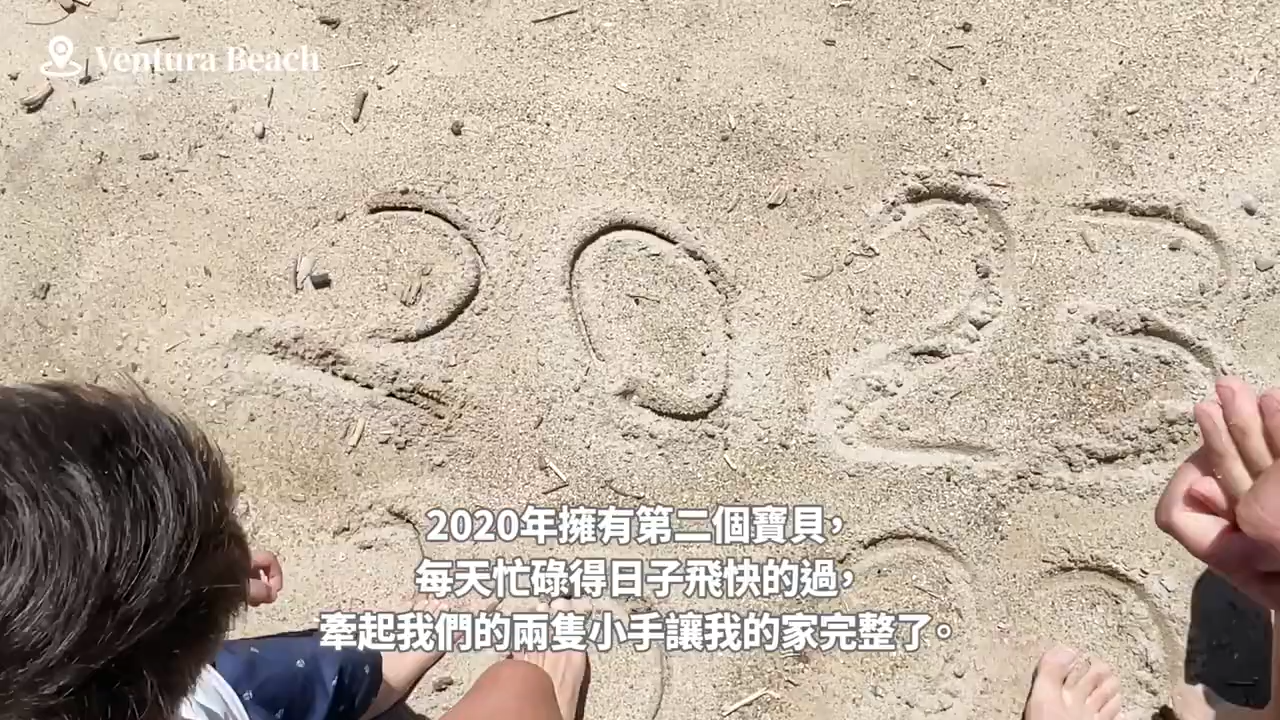 Ventura Beach
2023
2020年擁有第二個寶貝，
每天忙碌得日子飛快的過，
牽起我們的兩隻小手讓我的家完整了。